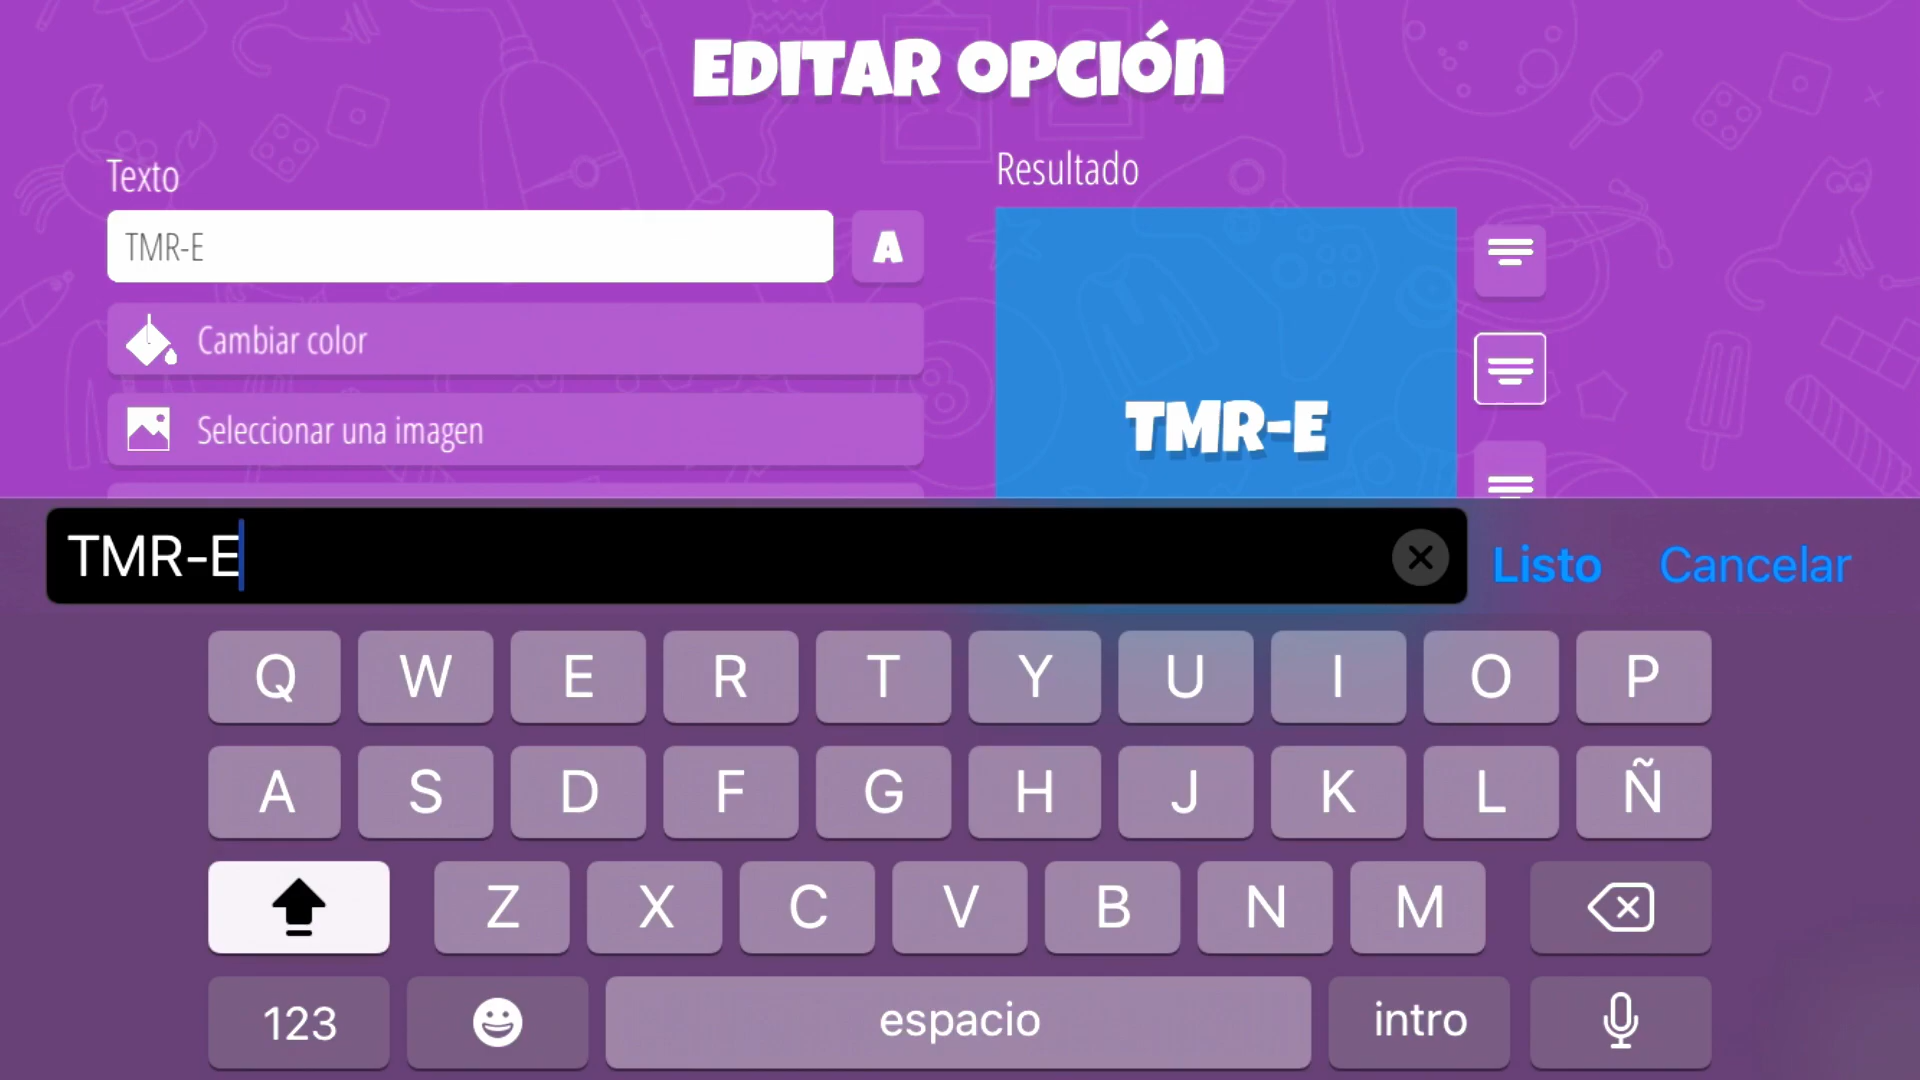 EDITAR OPCIÓN
Texto
Resultado
TMR-E
A
Cambiar color
Seleccionar una imagen
TMR-E
TMR-E
Listo
Cancelar
Q W E R T Y U I O P
A S D F G H J K L Ñ
Z X C V B N M
123
espacio
intro